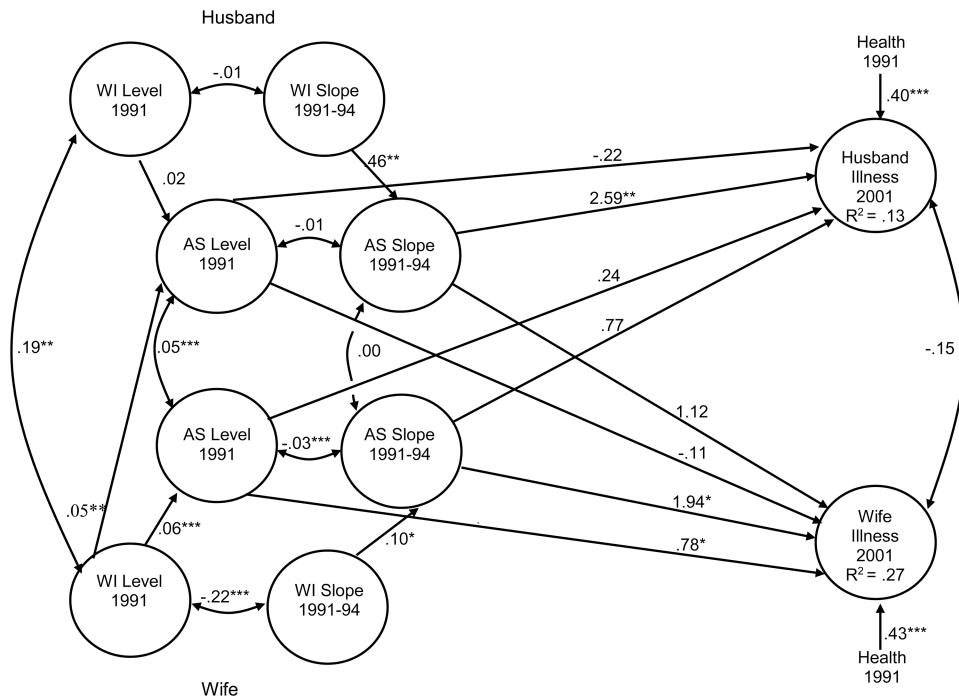 Husband
Health
1991
.40***
WI Level
1991
-.01
WI Slope
1991-94
.02
.46**
-.22
2.59**
Husband
Illness
2001
R² = .13
AS Level
1991
-.01
AS Slope
1991-94
.24
.77
.19**
.05***
.00
-.15
AS Level
1991
-.03***
AS Slope
1991-94
1.12
-.11
1.94*
.78*
.05**
.06***
.10*
Wife
Illness
2001
R² = .27
WI Level
1991
-.22***
WI Slope
1991-94
.43***
Health
1991
Wife